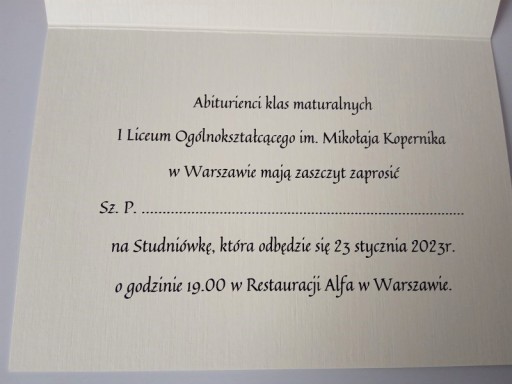 Abiturienci klas maturalnych
I Liceum Ogólnokształcącego im. Mikołaja Kopernika
w Warszawie mają zaszczyt zaprosić
Sz. P. ................................................................................
na Studniówkę, która odbędzie się 23 stycznia 2023r.
o godzinie 19.00 w Restauracji Alfa w Warszawie.